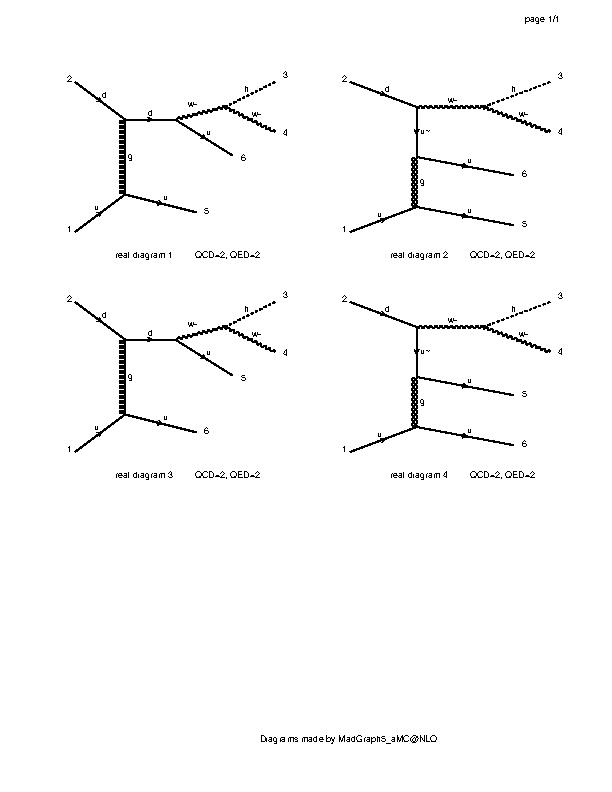 page 1/1
2 d d w- h 3
w- 4
u 6
g
u u 5
1
real diagram 1 QCD=2, QED=2
2 d w- h 3
w- 4
u~
u 6
g
u u 5
1
real diagram 2 QCD=2, QED=2
2 d d w- h 3
w- 4
u 5
g
u u 6
1
real diagram 3 QCD=2, QED=2
2 d w- h 3
w- 4
u~
u 5
g
u u 6
1
real diagram 4 QCD=2, QED=2
Diagrams made by MadGraph5_aMC@NLO